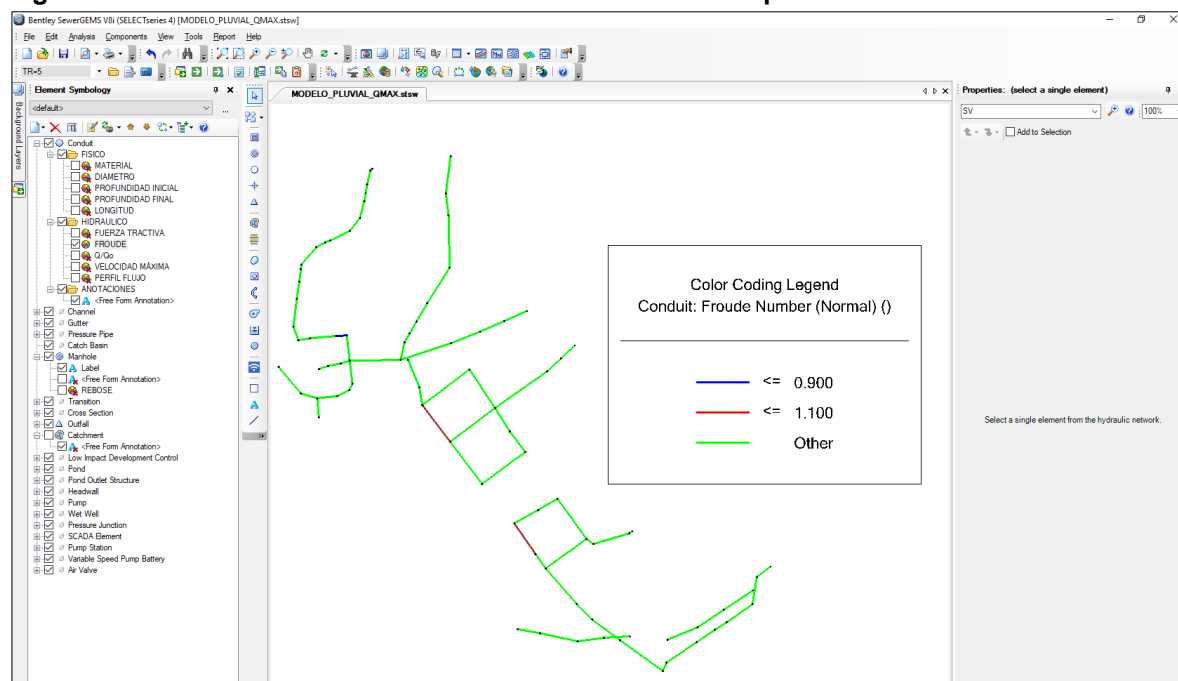 Bentley SewerGEMS V8i (SELECTseries 4) [MODELO_PLUVIAL_QMAX.stsw]
File Edit Analysis Components View Tools Report Help
TR=5
Element Symbology
<default>
Background Layers
Conduit
FISICO
MATERIAL
DIAMETRO
PROFUNDIDAD INICIAL
PROFUNDIDAD FINAL
LONGITUD
HIDRAULICO
FUERZA TRACTIVA
FROUDE
Q/Qo
VELOCIDAD MÁXIMA
PERFIL FLUJO
ANOTACIONES
<Free Form Annotation>
Channel
Gutter
Pressure Pipe
Catch Basin
Manhole
Label
<Free Form Annotation>
REBOSE
Transition
Cross Section
Outfall
Catchment
<Free Form Annotation>
Low Impact Development Control
Pond
Pond Outlet Structure
Headwall
Pump
Wet Well
Pressure Junction
SCADA Element
Pump Station
Variable Speed Pump Battery
Air Valve
MODELO_PLUVIAL_QMAX.stsw
Color Coding Legend
Conduit: Froude Number (Normal) ()
<= 0.900
<= 1.100
Other
Properties: (select a single element)
SV
100%
Add to Selection
Select a single element from the hydraulic network.